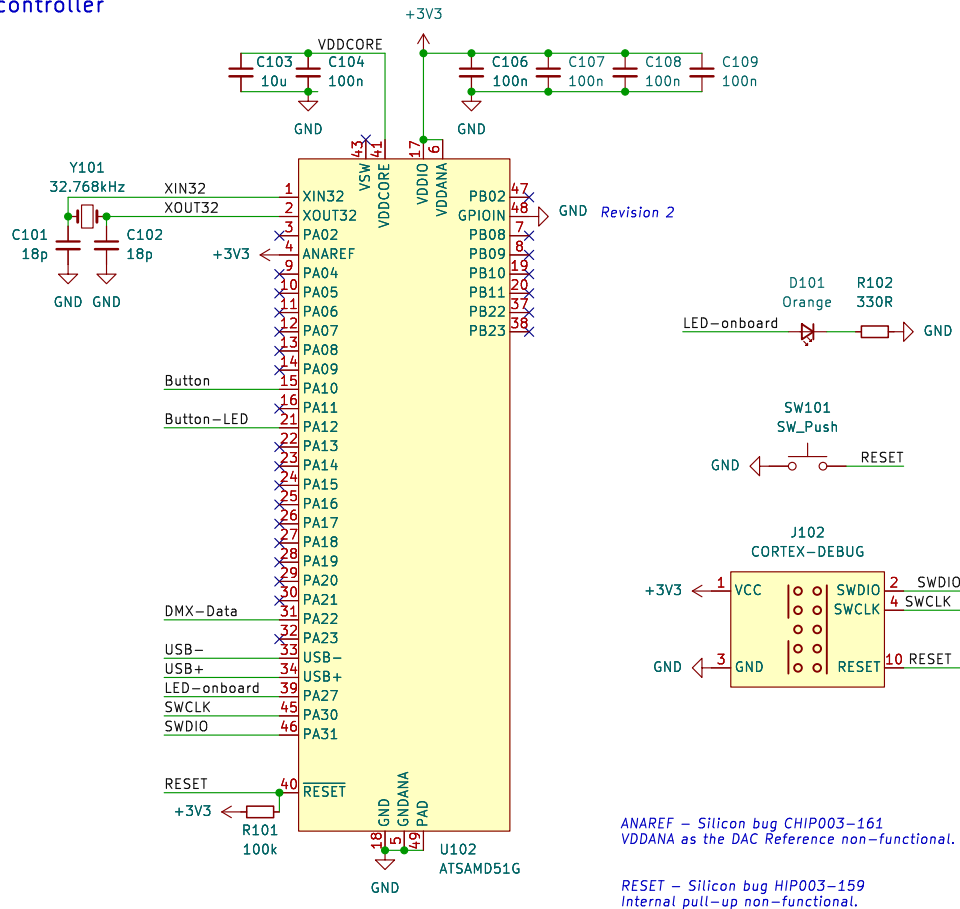 controller
+3V3
VDDCORE
C103
10u
C104
100n
C106
100n
C107
100n
C108
100n
C109
100n
GND
GND
43
41
17
6
VSW
VDDCORE
VDDIO
VDDANA
Y101
32.768kHz
XIN32
XOUT32
C101
18p
C102
18p
GND
GND
+3V3
1 XIN32
2 XOUT32
3 PA02
4 ANAREF
9 PA04
10 PA05
11 PA06
12 PA07
13 PA08
14 PA09
Button 15 PA10
16 PA11
Button-LED 21 PA12
22 PA13
23 PA14
24 PA15
25 PA16
26 PA17
27 PA18
28 PA19
29 PA20
30 PA21
DMX-Data 31 PA22
32 PA23
USB- 33 USB-
USB+ 34 USB+
LED-onboard 39 PA27
SWCLK 45 PA30
SWDIO 46 PA31
RESET 40 RESET
+3V3
R101
100k
PB02 47
GPIOIN 48 GND Revision 2
PB08 7
PB09 8
PB10 19
PB11 20
PB22 37
PB23 38
GND
GNDANA
PAD
18
5
49
GND
U102
ATSAMD51G
D101
Orange
R102
330R
LED-onboard
GND
SW101
SW_Push
GND
RESET
J102
CORTEX-DEBUG
+3V3 1 VCC
SWDIO 2 SWDIO
SWCLK 4 SWCLK
GND 3 GND
RESET 10 RESET
ANAREF - Silicon bug CHIP003-161
VDDANA as the DAC Reference non-functional.
RESET - Silicon bug HIP003-159
Internal pull-up non-functional.